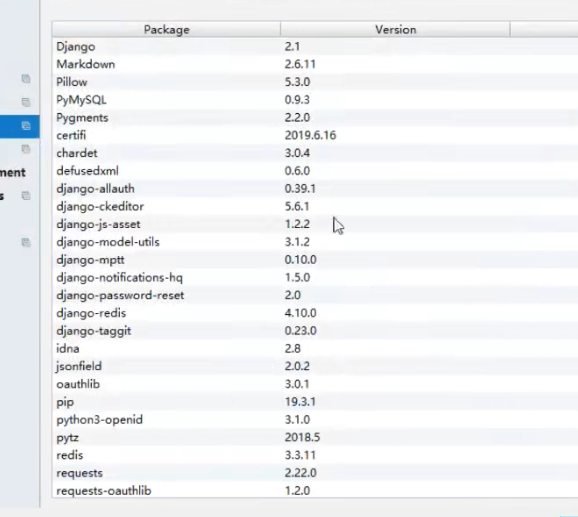 Package Version
Django 2.1
Markdown 2.6.11
Pillow 5.3.0
PyMySQL 0.9.3
Pygments 2.2.0
certifi 2019.6.16
chardet 3.0.4
defusedxml 0.6.0
django-allauth 0.39.1
django-ckeditor 5.6.1
django-js-asset 1.2.2
django-model-utils 3.1.2
django-mptt 0.10.0
django-notifications-hq 1.5.0
django-password-reset 2.0
django-redis 4.10.0
django-taggit 0.23.0
idna 2.8
jsonfield 2.0.2
oauthlib 3.0.1
pip 19.3.1
python3-openid 3.1.0
pytz 2018.5
redis 3.3.11
requests 2.22.0
requests-oauthlib 1.2.0
ment
s